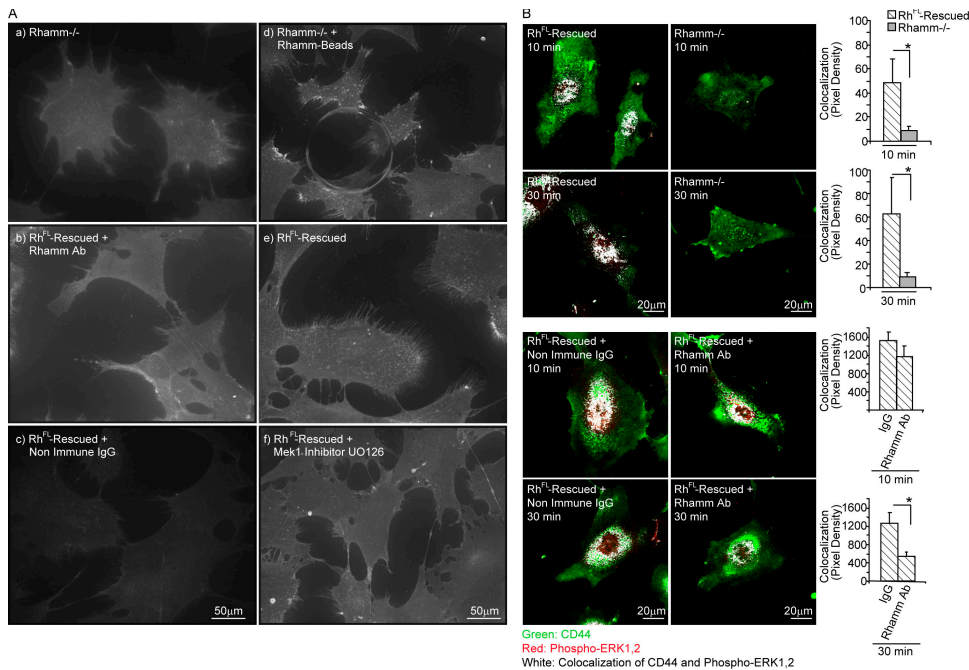 A
a) Rhamm-/-
d) Rhamm-/- +
Rhamm-Beads
b) Rh^FL-Rescued +
Rhamm Ab
e) Rh^FL-Rescued
c) Rh^FL-Rescued +
Non Immune IgG
50µm
f) Rh^FL-Rescued +
Mek1 Inhibitor UO126
50µm
B
Rh^FL-Rescued
10 min
Rhamm-/-
10 min
Rh^FL-Rescued
30 min
20µm
Rhamm-/-
30 min
20µm
Rh^FL-Rescued +
Non Immune IgG
10 min
Rh^FL-Rescued +
Rhamm Ab
10 min
Rh^FL-Rescued +
Non Immune IgG
30 min
20µm
Rh^FL-Rescued +
Rhamm Ab
30 min
20µm
Green: CD44
Red: Phospho-ERK1,2
White: Colocalization of CD44 and Phospho-ERK1,2
Rh^FL-Rescued
Rhamm-/-
Colocalization
(Pixel Density)
100
80
60
40
20
0
*
10 min
Colocalization
(Pixel Density)
100
80
60
40
20
0
*
30 min
Colocalization
(Pixel Density)
1600
1200
800
400
0
IgG
Rhamm Ab
10 min
Colocalization
(Pixel Density)
1600
1200
800
400
0
*
IgG
Rhamm Ab
30 min